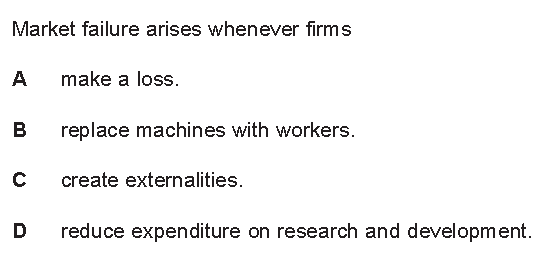 Market failure arises whenever firms
A make a loss.
B replace machines with workers.
C create externalities.
D reduce expenditure on research and development.